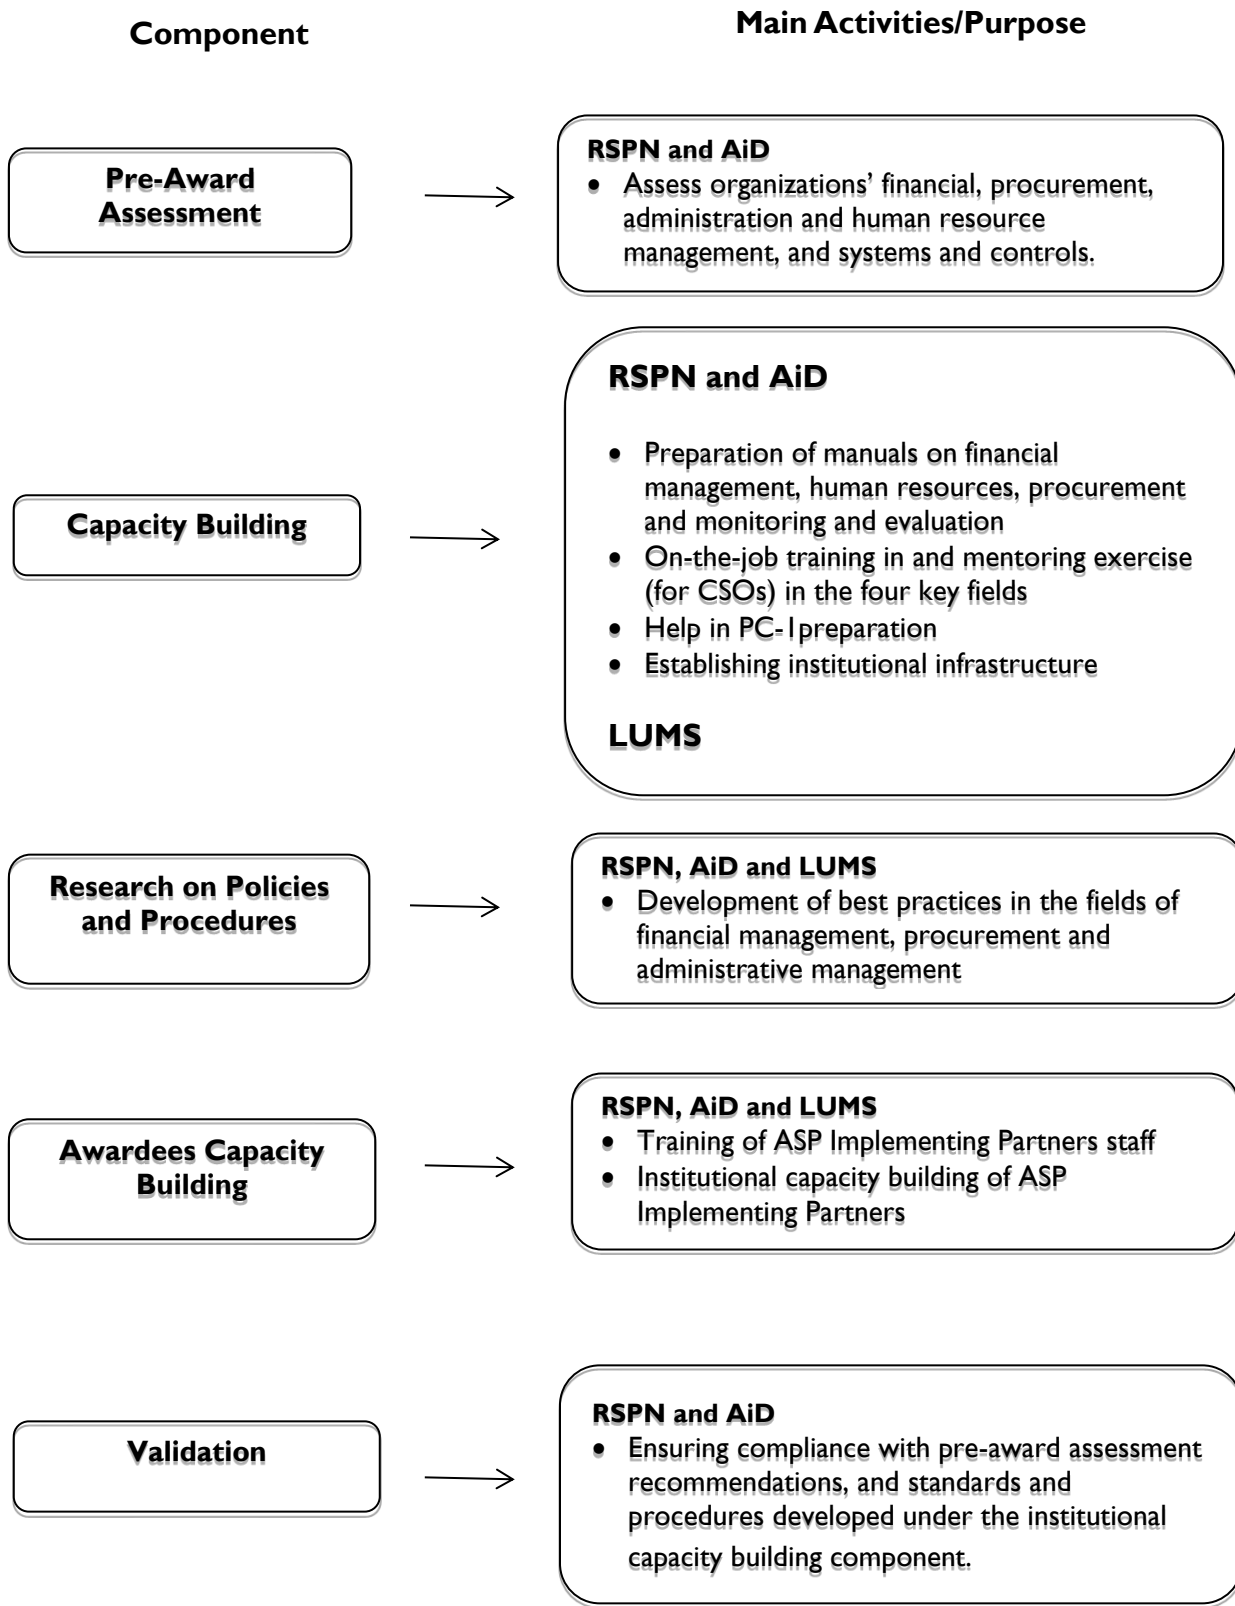 Component
Main Activities/Purpose
Pre-Award
Assessment
RSPN and AiD
• Assess organizations’ financial, procurement,
administration and human resource
management, and systems and controls.
Capacity Building
RSPN and AiD
• Preparation of manuals on financial
management, human resources, procurement
and monitoring and evaluation
• On-the-job training in and mentoring exercise
(for CSOs) in the four key fields
• Help in PC-1preparation
• Establishing institutional infrastructure
LUMS
Research on Policies
and Procedures
RSPN, AiD and LUMS
• Development of best practices in the fields of
financial management, procurement and
administrative management
Awardees Capacity
Building
RSPN, AiD and LUMS
• Training of ASP Implementing Partners staff
• Institutional capacity building of ASP
Implementing Partners
Validation
RSPN and AiD
• Ensuring compliance with pre-award assessment
recommendations, and standards and
procedures developed under the institutional
capacity building component.